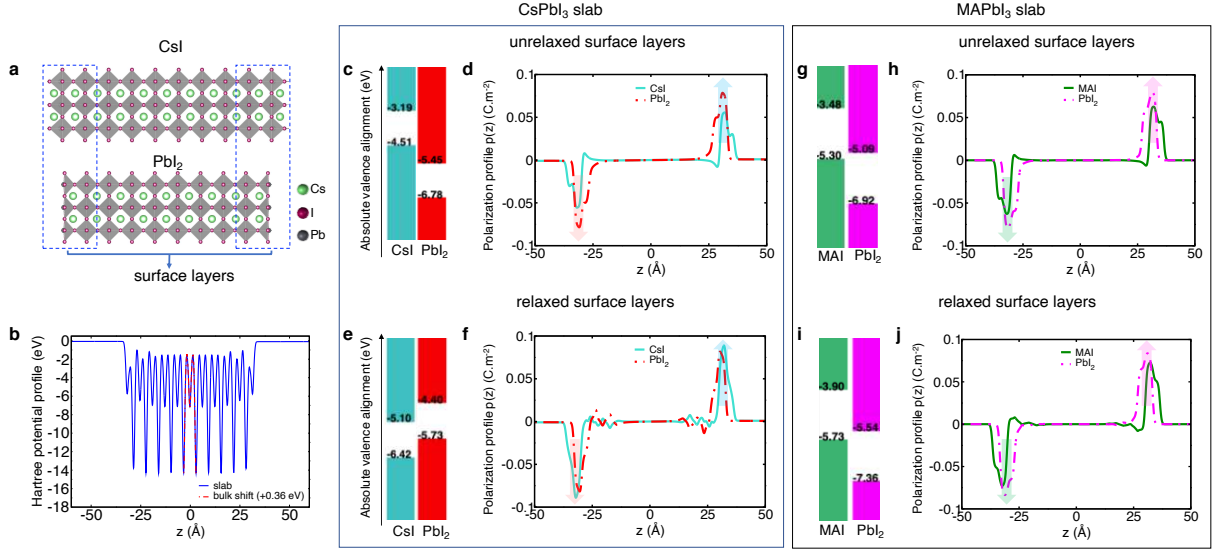 CsPbI₃ slab
MAPbI₃ slab
a
CsI
PbI₂
Cs
I
Pb
surface layers
b
Hartree potential profile (eV)
0
-2
-4
-6
-8
-10
-12
-14
-16
-18
-50
-25
0
25
50
z (Å)
slab
bulk shift (+0.36 eV)
unrelaxed surface layers
c
Absolute valence alignment (eV)
-3.19
-4.51
-5.45
-6.78
CsI PbI₂
d
Polarization profile p(z) (C.m⁻²)
0.1
0.05
0
-0.05
-0.1
-50 -25 0 25 50
z (Å)
CsI
PbI₂
relaxed surface layers
e
Absolute valence alignment (eV)
-4.40
-5.10
-5.73
-6.42
CsI PbI₂
f
Polarization profile p(z) (C.m⁻²)
0.1
0.05
0
-0.05
-0.1
-50 -25 0 25 50
z (Å)
CsI
PbI₂
unrelaxed surface layers
g
-3.48
-5.09
-5.30
-6.92
MAI PbI₂
h
Polarization profile p(z) (C.m⁻²)
0.1
0.05
0
-0.05
-0.1
-50 -25 0 25 50
z (Å)
MAI
PbI₂
relaxed surface layers
i
-3.90
-5.54
-5.73
-7.36
MAI PbI₂
j
Polarization profile p(z) (C.m⁻²)
0.1
0.05
0
-0.05
-0.1
-50 -25 0 25 50
z (Å)
MAI
PbI₂